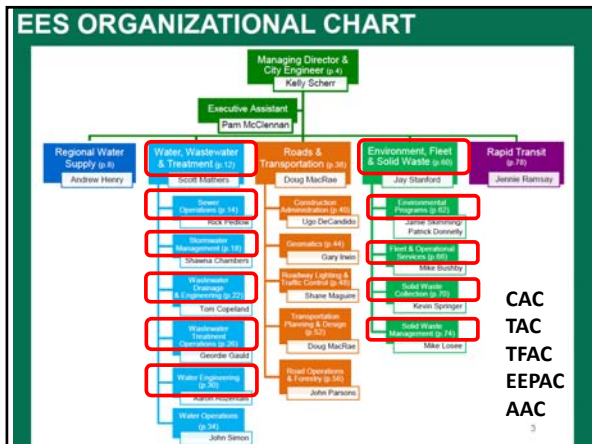 EES ORGANIZATIONAL CHART
Managing Director &
City Engineer (p.4)
Kelly Scherr
Executive Assistant
Pam McClennan
Regional Water
Supply (p.8)
Andrew Henry
Water, Wastewater
& Treatment (p.12)
Scott Mathers
Sewer
Operations (p.14)
Rick Pedlow
Stormwater
Management (p.18)
Shawna Chambers
Wastewater
Drainage
& Engineering (p.22)
Tom Copeland
Wastewater
Treatment
Operations (p.26)
Geordie Gauld
Water Engineering
(p.30)
Aaron Rozentals
Water Operations
(p.34)
John Simon
Roads &
Transportation (p.38)
Doug MacRae
Construction
Administration (p.40)
Ugo DeCandido
Geomatics (p.44)
Gary Irwin
Roadway Lighting &
Traffic Control (p.48)
Shane Maguire
Transportation
Planning & Design
(p.52)
Doug MacRae
Road Operations
& Forestry (p.56)
John Parsons
Environment, Fleet
& Solid Waste (p.60)
Jay Stanford
Environmental
Programs (p.62)
Jamie Skimming/
Patrick Donnelly
Fleet & Operational
Services (p.66)
Mike Bushby
Solid Waste
Collection (p.70)
Kevin Springer
Solid Waste
Management (p.74)
Mike Losee
Rapid Transit
(p.78)
Jennie Ramsay
CAC
TAC
TFAC
EEPAC
AAC
3